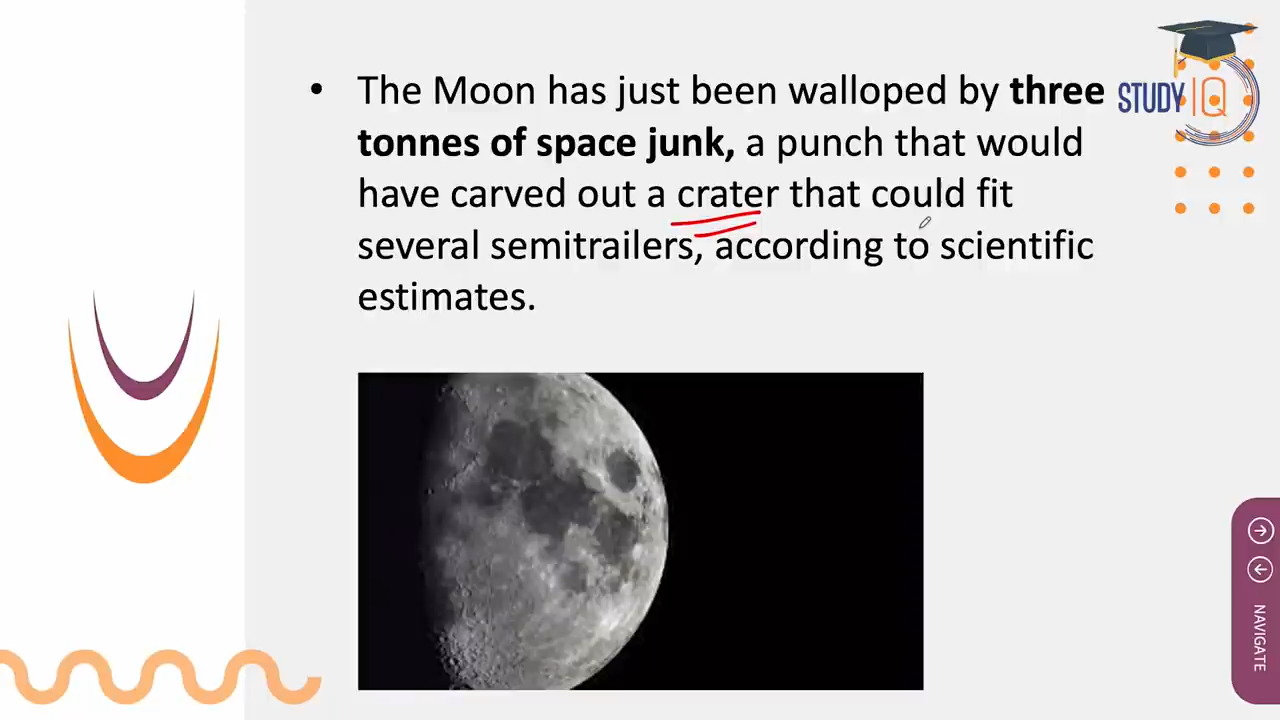 • The Moon has just been walloped by three
tonnes of space junk, a punch that would
have carved out a crater that could fit
several semitrailers, according to scientific
estimates.
STUDY IQ
NAVIGATE